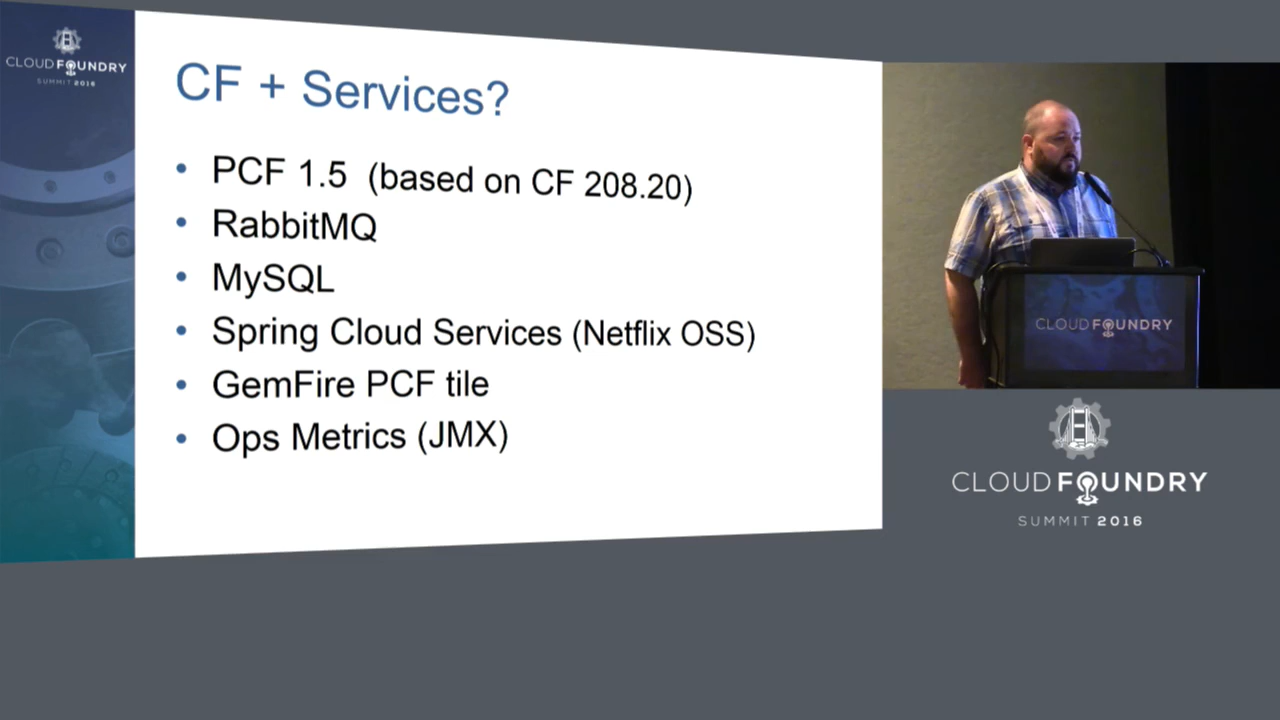 CLOUD FOUNDRY
SUMMIT 2016
CF + Services?
• PCF 1.5 (based on CF 208.20)
• RabbitMQ
• MySQL
• Spring Cloud Services (Netflix OSS)
• GemFire PCF tile
• Ops Metrics (JMX)
CLOUD FOUNDRY
CLOUD FOUNDRY
SUMMIT 2016